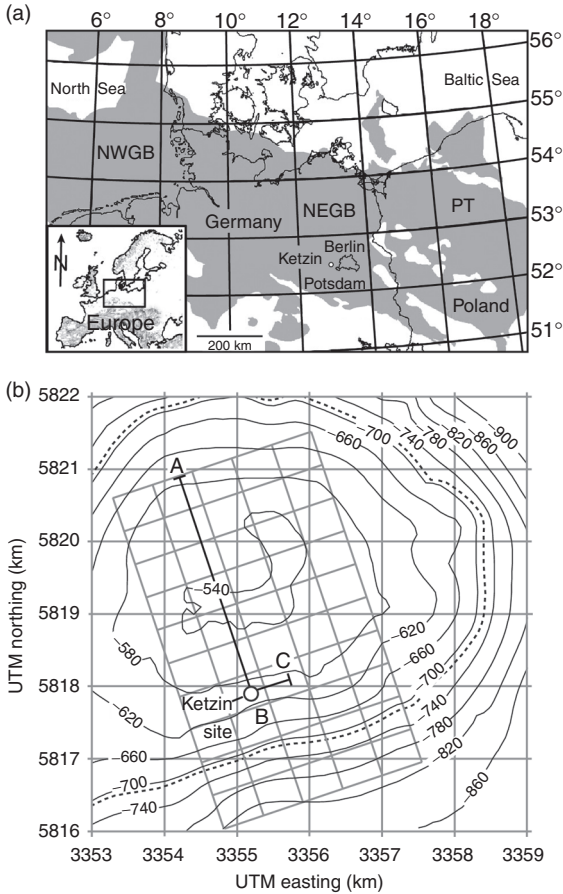 (a)
6° 8° 10° 12° 14° 16° 18°
56°
North Sea
Baltic Sea
55°
NWGB
54°
Germany
NEGB
PT
53°
Berlin
Ketzin
52°
Potsdam
N
Europe
Poland
51°
200 km
(b)
5822
5821
5820
5819
5818
5817
5816
UTM northing (km)
–660
–700
–740
–780
–820
–860
–900
A
–540
–580
–620
C
–620
–660
Ketzin
site
B
–700
–740
–660
–780
–700
–820
–740
–860
3353 3354 3355 3356 3357 3358 3359
UTM easting (km)